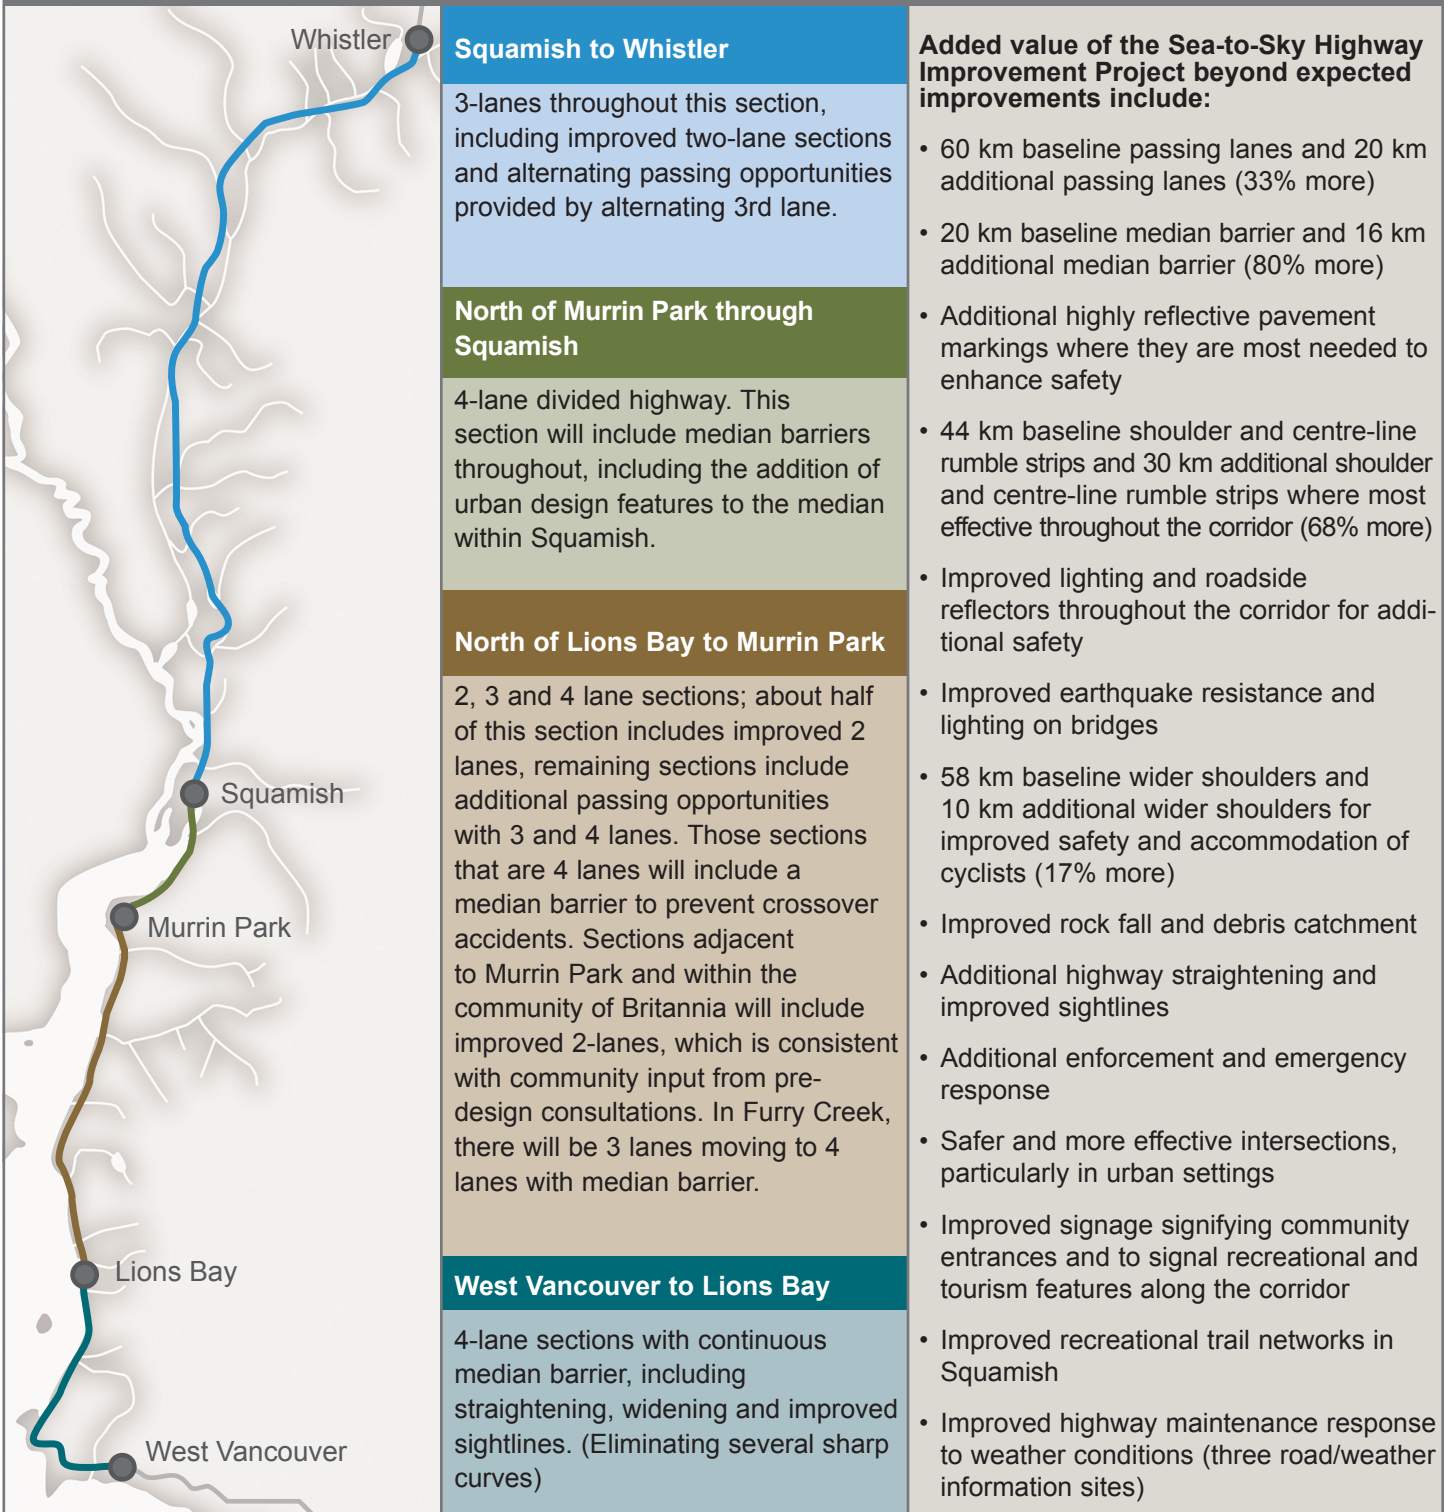 Whistler
Squamish
Murrin Park
Lions Bay
West Vancouver
Squamish to Whistler
3-lanes throughout this section,
including improved two-lane sections
and alternating passing opportunities
provided by alternating 3rd lane.
North of Murrin Park through
Squamish
4-lane divided highway. This
section will include median barriers
throughout, including the addition of
urban design features to the median
within Squamish.
North of Lions Bay to Murrin Park
2, 3 and 4 lane sections; about half
of this section includes improved 2
lanes, remaining sections include
additional passing opportunities
with 3 and 4 lanes. Those sections
that are 4 lanes will include a
median barrier to prevent crossover
accidents. Sections adjacent
to Murrin Park and within the
community of Britannia will include
improved 2-lanes, which is consistent
with community input from pre-
design consultations. In Furry Creek,
there will be 3 lanes moving to 4
lanes with median barrier.
West Vancouver to Lions Bay
4-lane sections with continuous
median barrier, including
straightening, widening and improved
sightlines. (Eliminating several sharp
curves)
Added value of the Sea-to-Sky Highway
Improvement Project beyond expected
improvements include:
• 60 km baseline passing lanes and 20 km
additional passing lanes (33% more)
• 20 km baseline median barrier and 16 km
additional median barrier (80% more)
• Additional highly reflective pavement
markings where they are most needed to
enhance safety
• 44 km baseline shoulder and centre-line
rumble strips and 30 km additional shoulder
and centre-line rumble strips where most
effective throughout the corridor (68% more)
• Improved lighting and roadside
reflectors throughout the corridor for addi-
tional safety
• Improved earthquake resistance and
lighting on bridges
• 58 km baseline wider shoulders and
10 km additional wider shoulders for
improved safety and accommodation of
cyclists (17% more)
• Improved rock fall and debris catchment
• Additional highway straightening and
improved sightlines
• Additional enforcement and emergency
response
• Safer and more effective intersections,
particularly in urban settings
• Improved signage signifying community
entrances and to signal recreational and
tourism features along the corridor
• Improved recreational trail networks in
Squamish
• Improved highway maintenance response
to weather conditions (three road/weather
information sites)